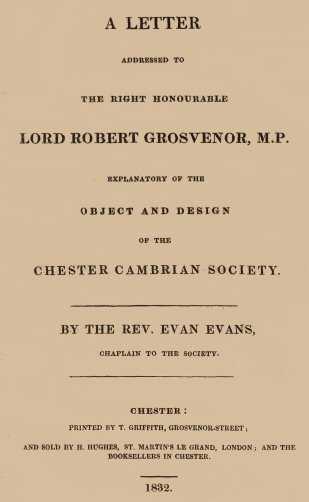 A LETTER
ADDRESSED TO
THE RIGHT HONOURABLE
LORD ROBERT GROSVENOR, M.P.
EXPLANATORY OF THE
OBJECT AND DESIGN
OF THE
CHESTER CAMBRIAN SOCIETY.
BY THE REV. EVAN EVANS,
CHAPLAIN TO THE SOCIETY.
CHESTER:
PRINTED BY T. GRIFFITH, GROSVENOR-STREET;
AND SOLD BY H. HUGHES, ST. MARTIN'S LE GRAND, LONDON; AND THE
BOOKSELLERS IN CHESTER.
1832.